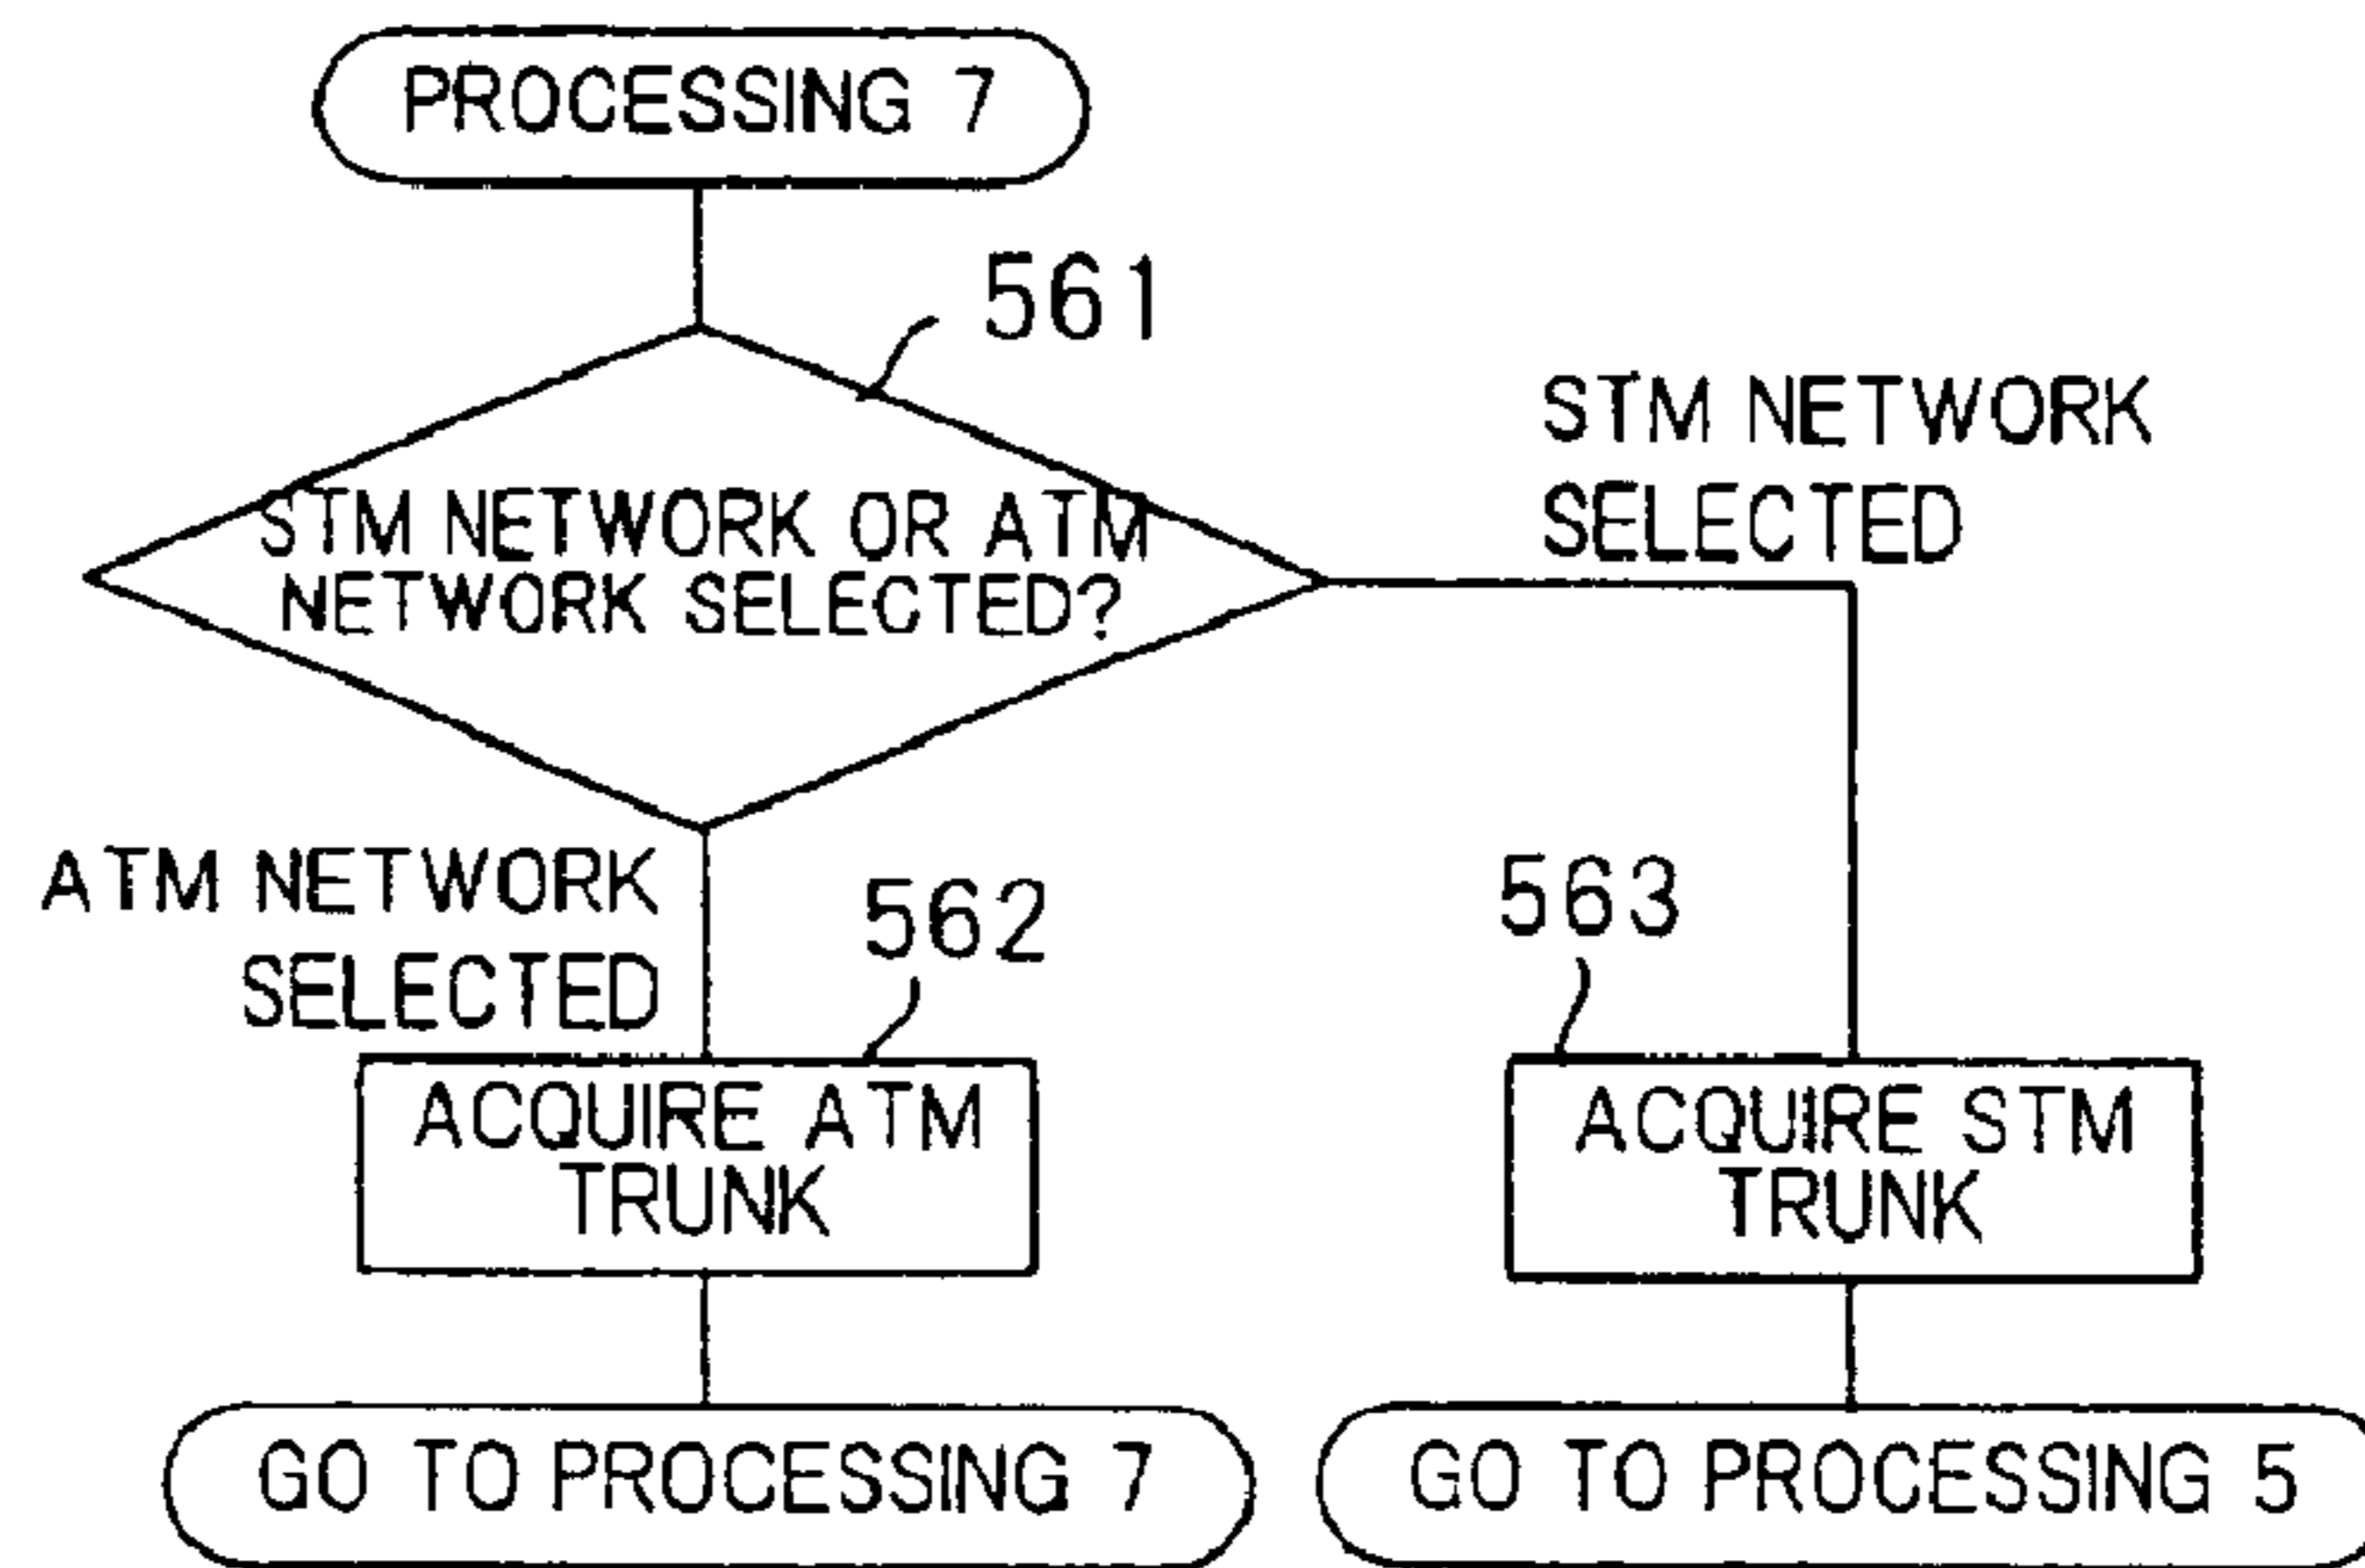 PROCESSING 7
561
STM NETWORK OR ATM
NETWORK SELECTED?
STM NETWORK
SELECTED
ATM NETWORK
SELECTED
562
563
ACQUIRE ATM
TRUNK
ACQUIRE STM
TRUNK
GO TO PROCESSING 7
GO TO PROCESSING 5